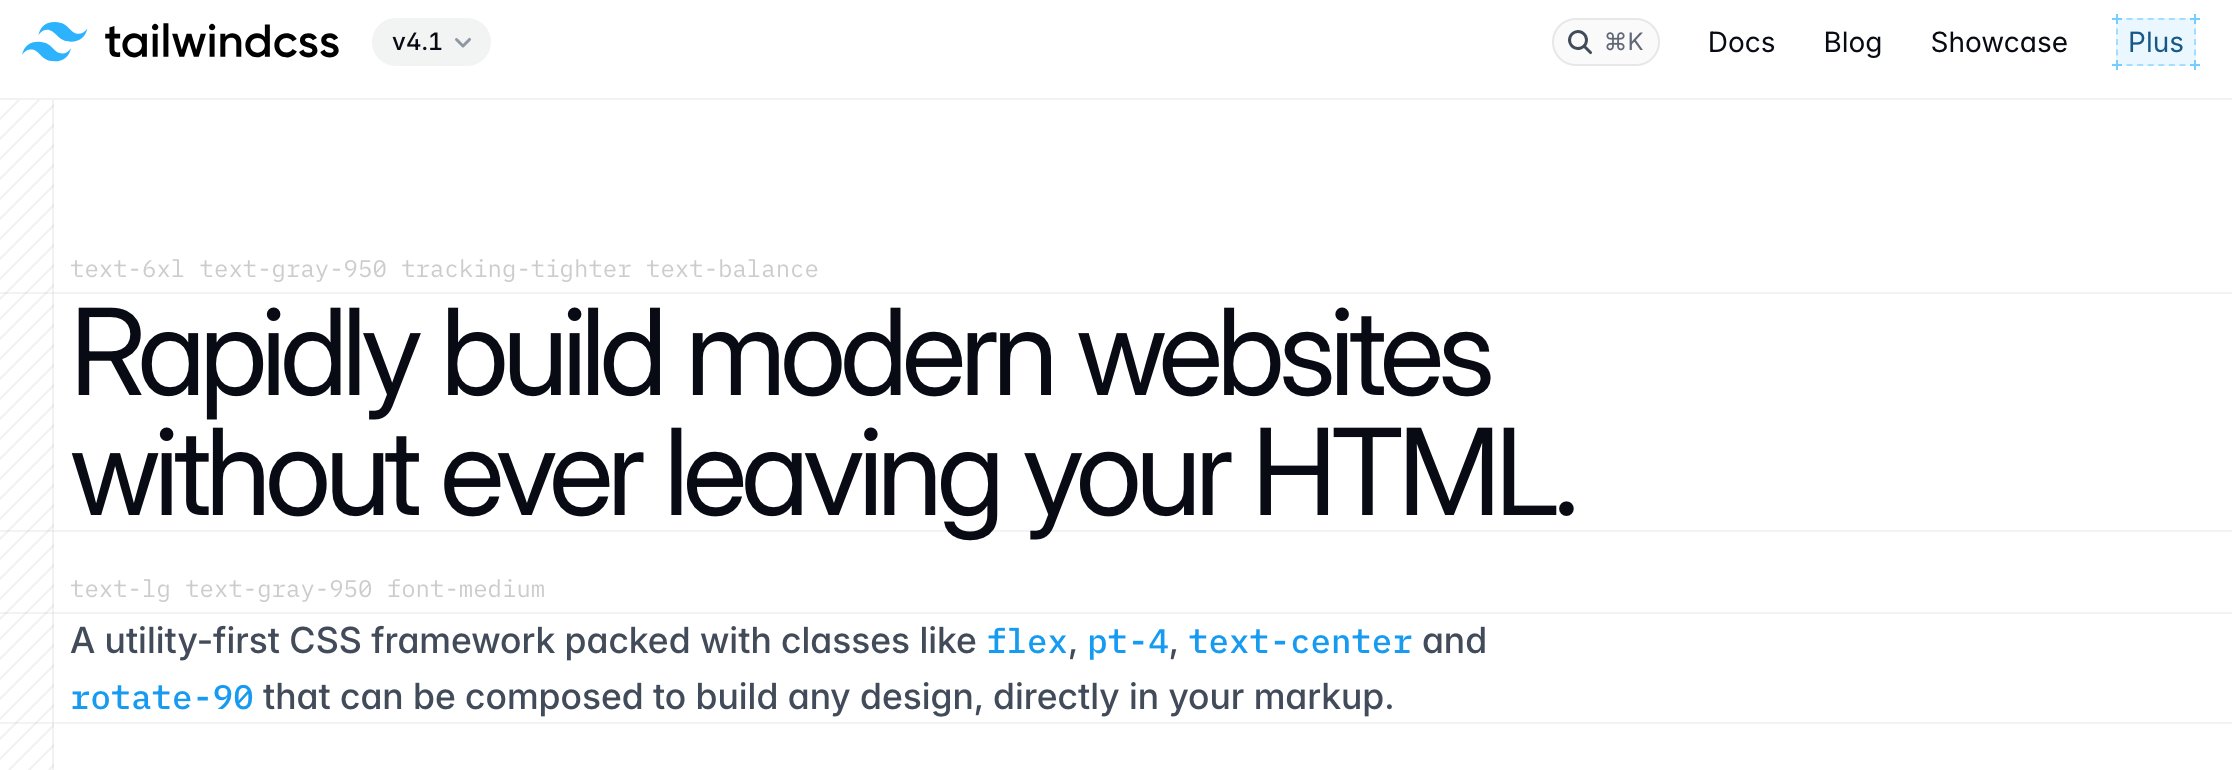 tailwindcss v4.1 ⌘K Docs Blog Showcase Plus
text-6xl text-gray-950 tracking-tighter text-balance
Rapidly build modern websites
without ever leaving your HTML.
text-lg text-gray-950 font-medium
A utility-first CSS framework packed with classes like flex, pt-4, text-center and
rotate-90 that can be composed to build any design, directly in your markup.